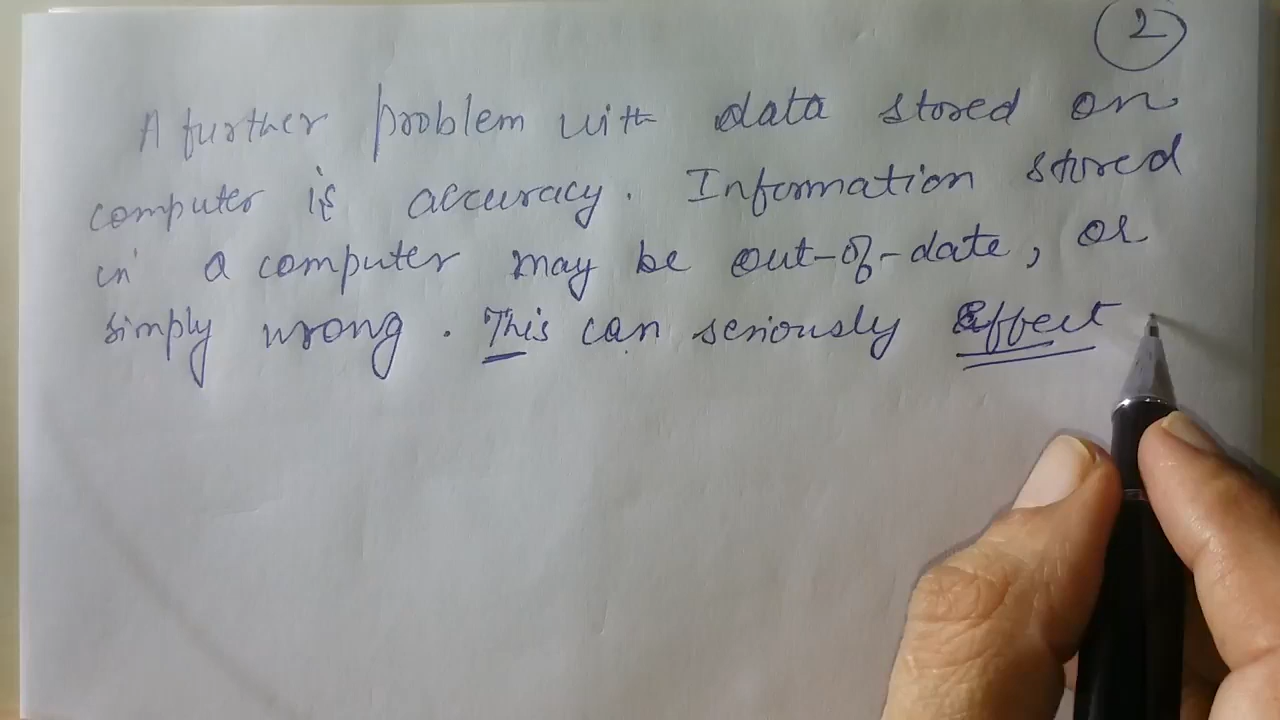 2
A further problem with data stored on
computer is accuracy. Information stored
in a computer may be out-of-date, or
simply wrong. This can seriously effect